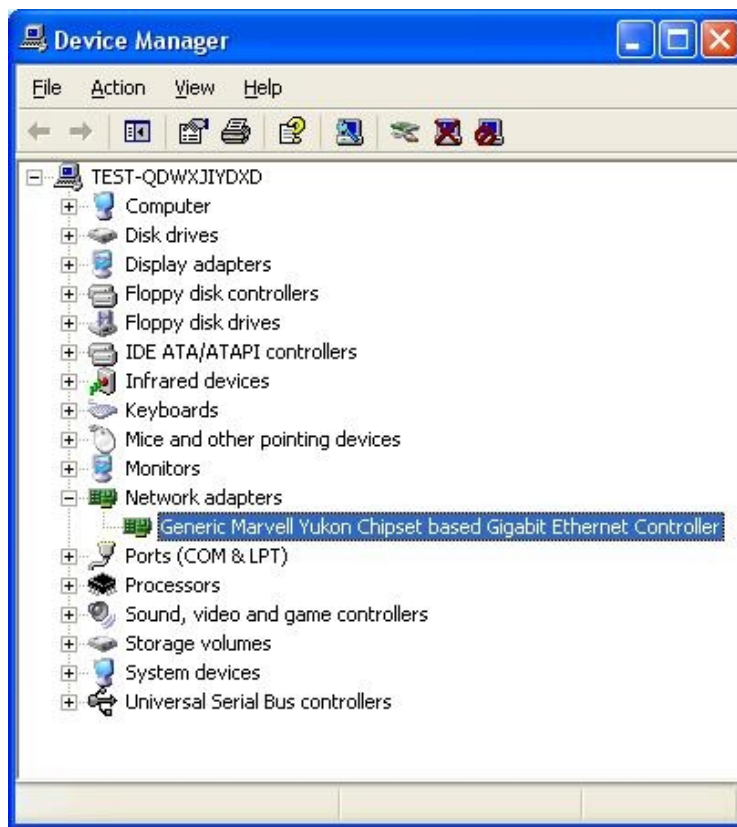 Device Manager
File Action View Help
TEST-QDWXJIYDXD
Computer
Disk drives
Display adapters
Floppy disk controllers
Floppy disk drives
IDE ATA/ATAPI controllers
Infrared devices
Keyboards
Mice and other pointing devices
Monitors
Network adapters
Generic Marvell Yukon Chipset based Gigabit Ethernet Controller
Ports (COM & LPT)
Processors
Sound, video and game controllers
Storage volumes
System devices
Universal Serial Bus controllers